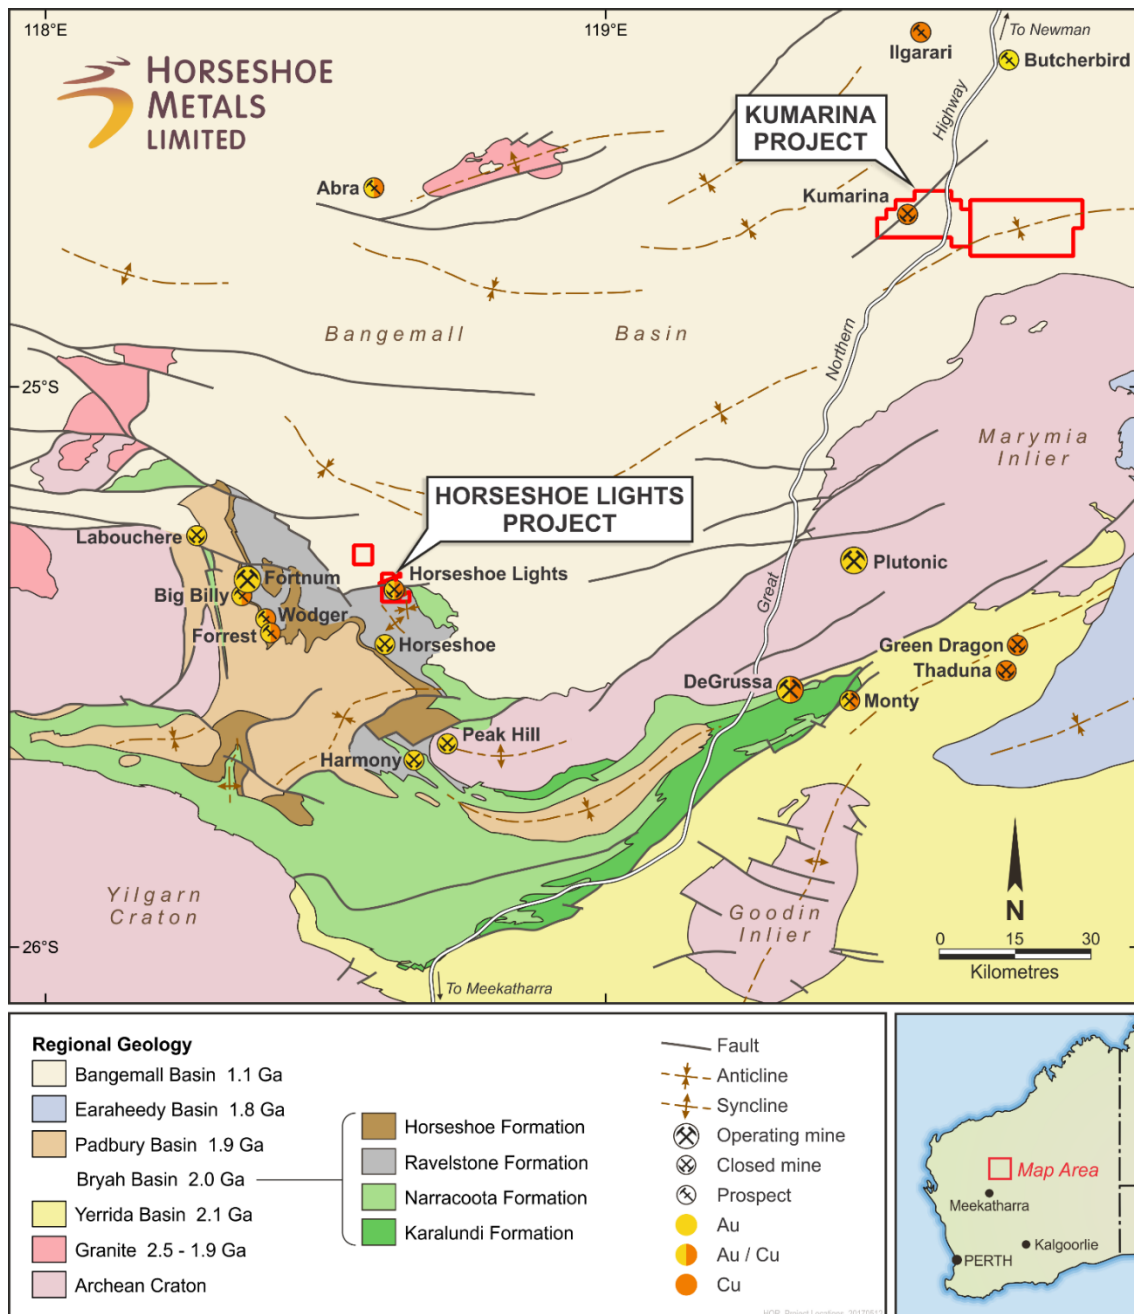 118°E
119°E
To Newman
HORSESHOE
METALS
LIMITED
Ilgarari
Butcherbird
KUMARINA
PROJECT
Highway
Abra
Kumarina
Bangemall Basin
Northern
25°S
Marymia
Inlier
HORSESHOE LIGHTS
PROJECT
Labouchere
Horseshoe Lights
Plutonic
Fortnum
Big Billy
Great
Wodger
Forrest
Horseshoe
Green Dragon
Thaduna
DeGrussa
Monty
Peak Hill
Harmony
Yilgarn
Craton
Goodin
Inlier
N
26°S
0 15 30
Kilometres
To Meekatharra
Regional Geology
Bangemall Basin 1.1 Ga
Earaheedy Basin 1.8 Ga
Padbury Basin 1.9 Ga
Bryah Basin 2.0 Ga
Yerrida Basin 2.1 Ga
Granite 2.5 - 1.9 Ga
Archean Craton
Horseshoe Formation
Ravelstone Formation
Narracoota Formation
Karalundi Formation
Fault
Anticline
Syncline
Operating mine
Closed mine
Prospect
Au
Au / Cu
Cu
Map Area
Meekatharra
Kalgoorlie
PERTH